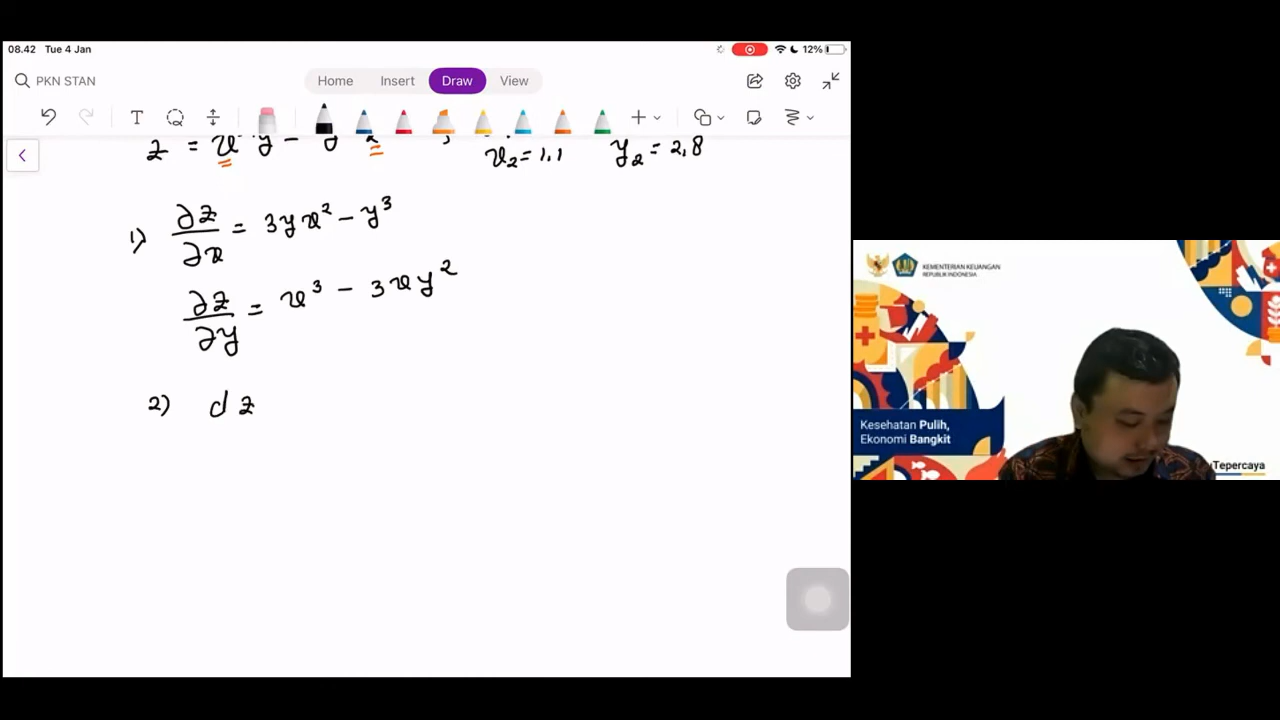 08.42 Tue 4 Jan 12%
PKN STAN Home Insert Draw View
T
z = x y − y x
x₂ = 1,1 y₂ = 2,8
1) ∂z/∂x = 3yx² − y³
∂z/∂y = x³ − 3xy²
2) dz
KEMENTERIAN KEUANGAN
REPUBLIK INDONESIA
Kesehatan Pulih,
Ekonomi Bangkit
Tepercaya